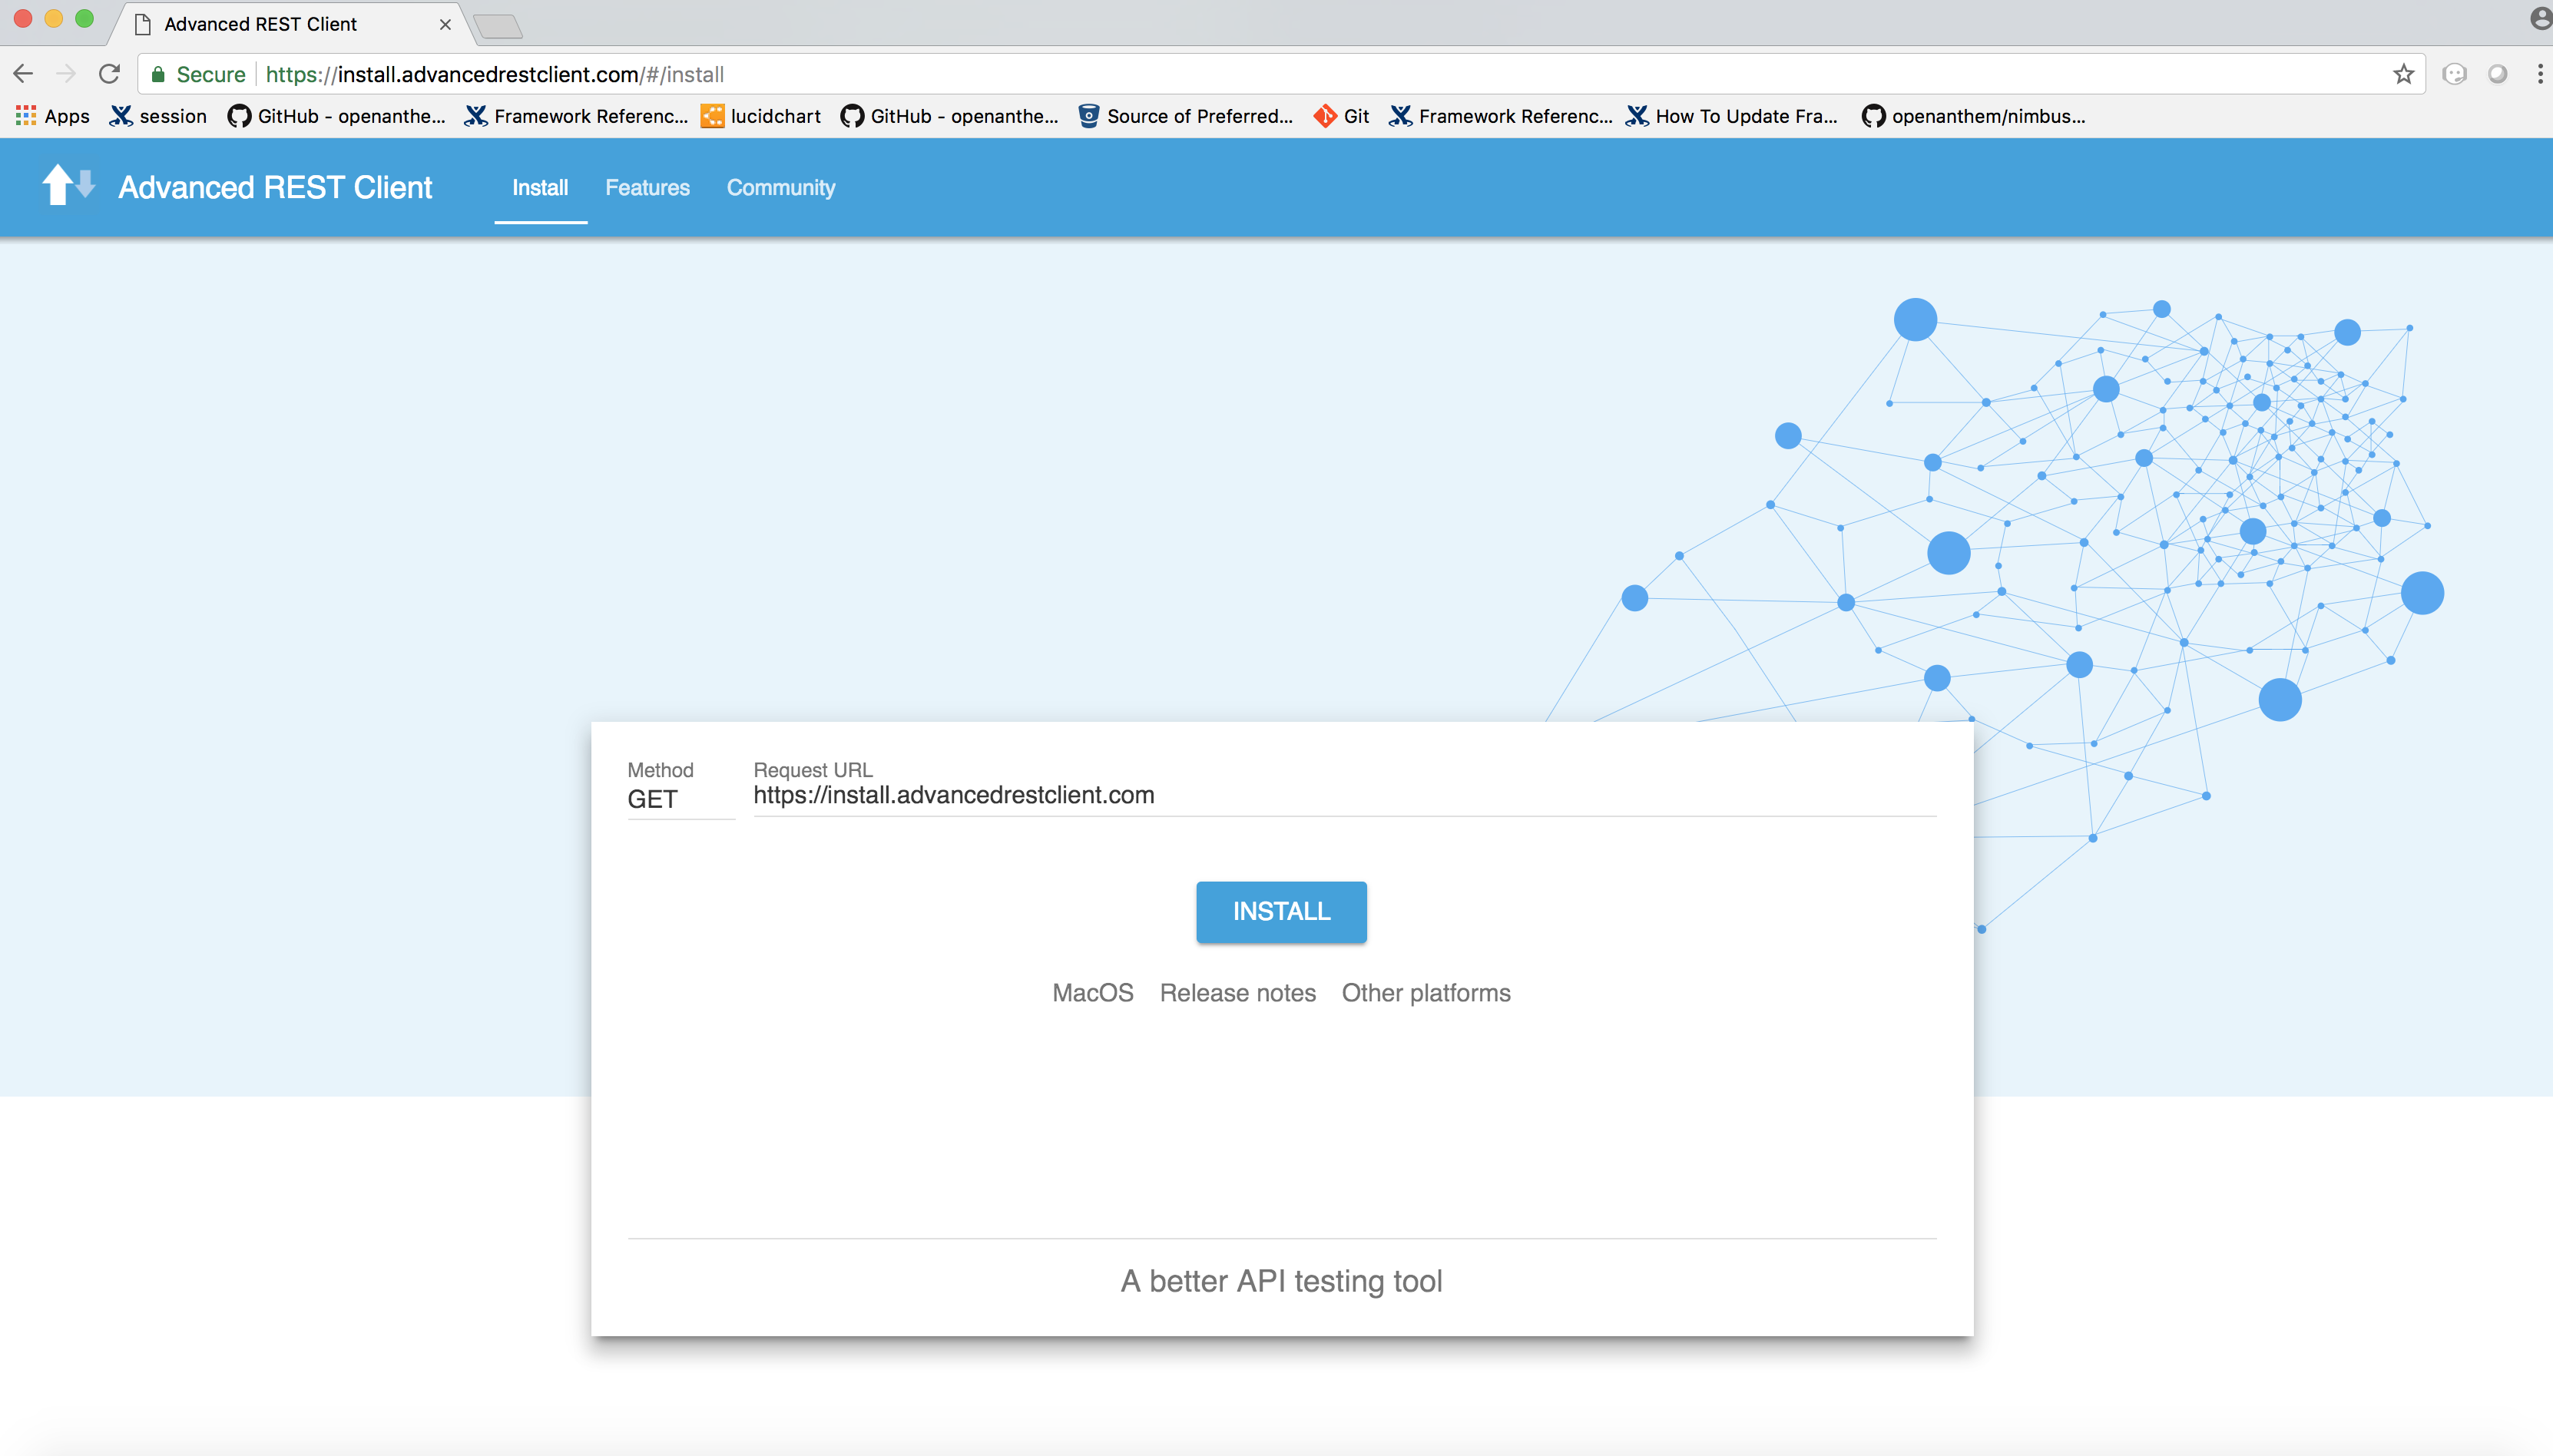 Advanced REST Client
Secure https://install.advancedrestclient.com/#/install
Apps session GitHub - openanthe... Framework Referenc... lucidchart GitHub - openanthe... Source of Preferred... Git Framework Referenc... How To Update Fra... openanthem/nimbus...
Advanced REST Client Install Features Community
Method Request URL
GET https://install.advancedrestclient.com
INSTALL
MacOS Release notes Other platforms
A better API testing tool